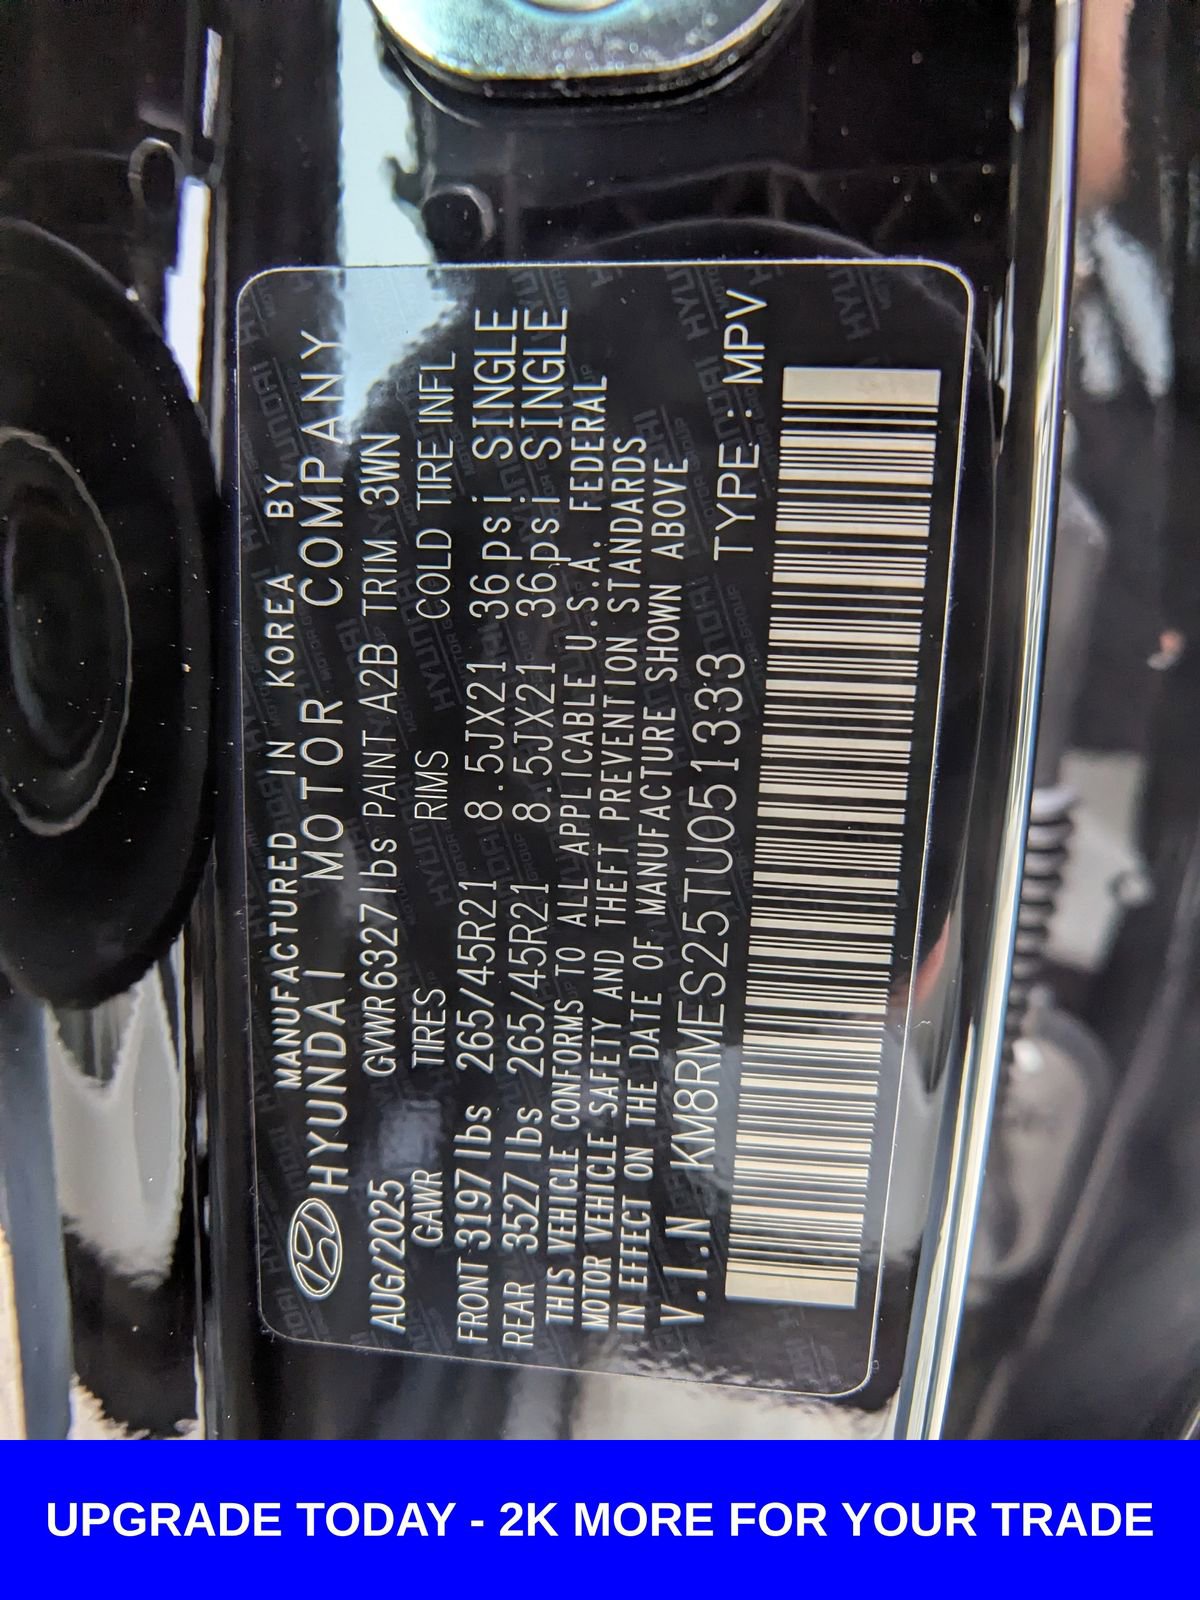 MANUFACTURED IN KOREA BY
HYUNDAI MOTOR COMPANY
AUG/2025 GVWR6327lbs PAINT/A2B TRIM/3WN
GAWR TIRES RIMS COLD TIRE INFL
FRONT 3197lbs 265/45R21 8.5JX21 36psi SINGLE
REAR 3527lbs 265/45R21 8.5JX21 36psi SINGLE
THIS VEHICLE CONFORMS TO ALL APPLICABLE U.S.A. FEDERAL
MOTOR VEHICLE SAFETY AND THEFT PREVENTION STANDARDS
IN EFFECT ON THE DATE OF MANUFACTURE SHOWN ABOVE
V.I.N KM8RMES25TU051333 TYPE:MPV
UPGRADE TODAY - 2K MORE FOR YOUR TRADE